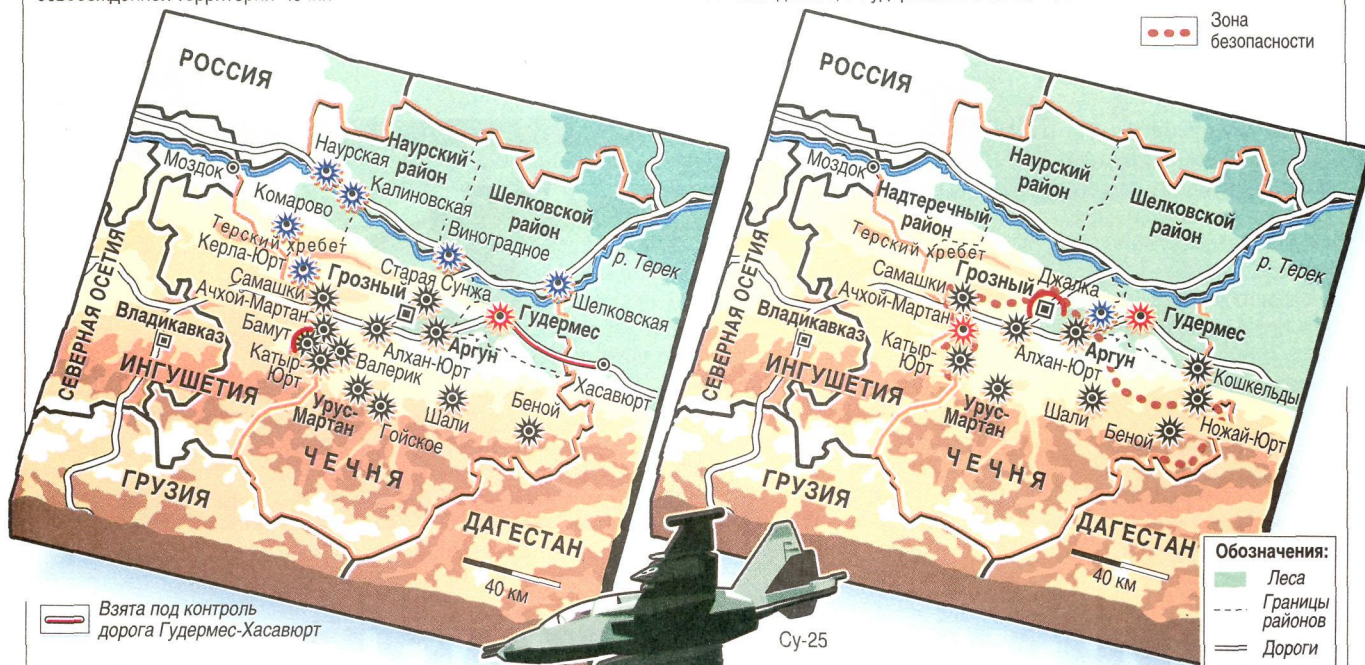 Зона
безопасности
РОССИЯ
Моздок
Наурская
Наурский
район
Калиновская
Шелковской
район
Комарово
Виноградное
Терский хребет
Керла-Юрт
р. Терек
Самашки
Грозный
Старая Сунжа
Шелковская
Ачхой-Мартан
СЕВЕРНАЯ ОСЕТИЯ
Владикавказ
Бамут
Гудермес
ИНГУШЕТИЯ
Катыр-
Юрт
Валерик
Алхан-Юрт
Аргун
Хасавюрт
Урус-
Мартан
Гойское
Шали
Беной
ЧЕЧНЯ
ГРУЗИЯ
ДАГЕСТАН
40 км
РОССИЯ
Моздок
Наурский
район
Надтеречный
район
Шелковской
район
Терский хребет
р. Терек
Самашки
Грозный
Джалка
Ачхой-Мартан
Гудермес
СЕВЕРНАЯ ОСЕТИЯ
Владикавказ
Катыр-
Юрт
Алхан-Юрт
Аргун
Кошкельды
ИНГУШЕТИЯ
Урус-
Мартан
Шали
Беной
Ножай-Юрт
ЧЕЧНЯ
ГРУЗИЯ
ДАГЕСТАН
40 км
Взята под контроль
дорога Гудермес-Хасавюрт
Су-25
Обозначения:
Леса
Границы
районов
Дороги